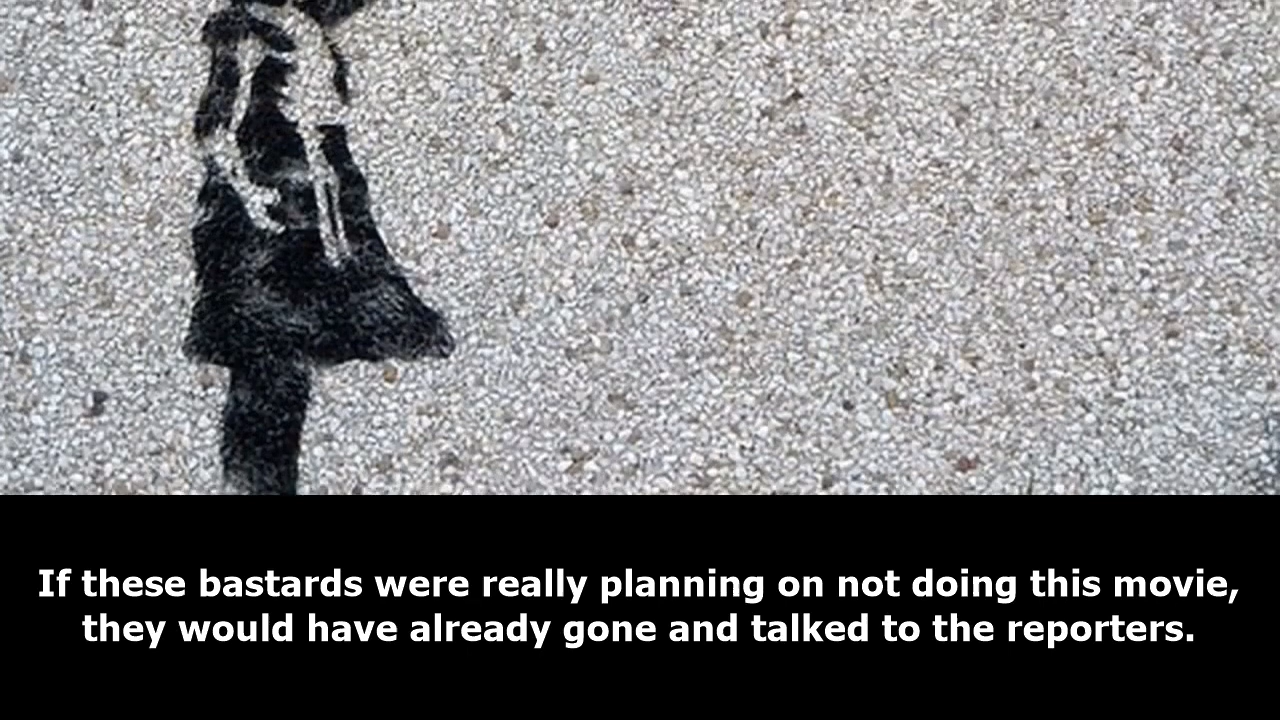 If these bastards were really planning on not doing this movie,
they would have already gone and talked to the reporters.